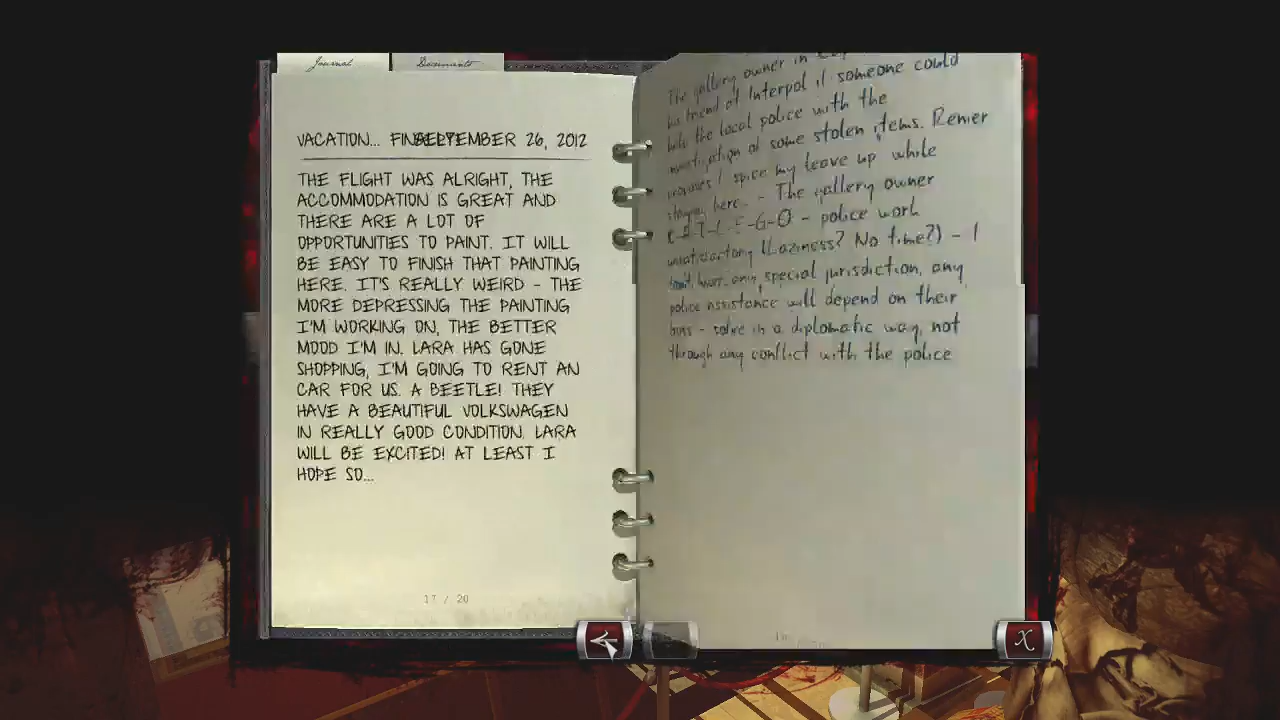 Journal
Documents
VACATION... FINALLY
SEPTEMBER 26, 2012
THE FLIGHT WAS ALRIGHT, THE
ACCOMMODATION IS GREAT AND
THERE ARE A LOT OF
OPPORTUNITIES TO PAINT. IT WILL
BE EASY TO FINISH THAT PAINTING
HERE. IT'S REALLY WEIRD - THE
MORE DEPRESSING THE PAINTING
I'M WORKING ON, THE BETTER
MOOD I'M IN. LARA HAS GONE
SHOPPING, I'M GOING TO RENT AN
CAR FOR US. A BEETLE! THEY
HAVE A BEAUTIFUL VOLKSWAGEN
IN REALLY GOOD CONDITION. LARA
WILL BE EXCITED! AT LEAST I
HOPE SO...
17 / 20
The gallery owner in
his friend at Interpol if someone could
help the local police with the
investigation of some stolen items. Renier
proposes I spice my leave up while
staying here. - The gallery owner
- police work
unsatisfactory (Laziness? No time?) - I
don't have any special jurisdiction, any
police assistance will depend on their
boss - solve in a diplomatic way, not
through any conflict with the police
X